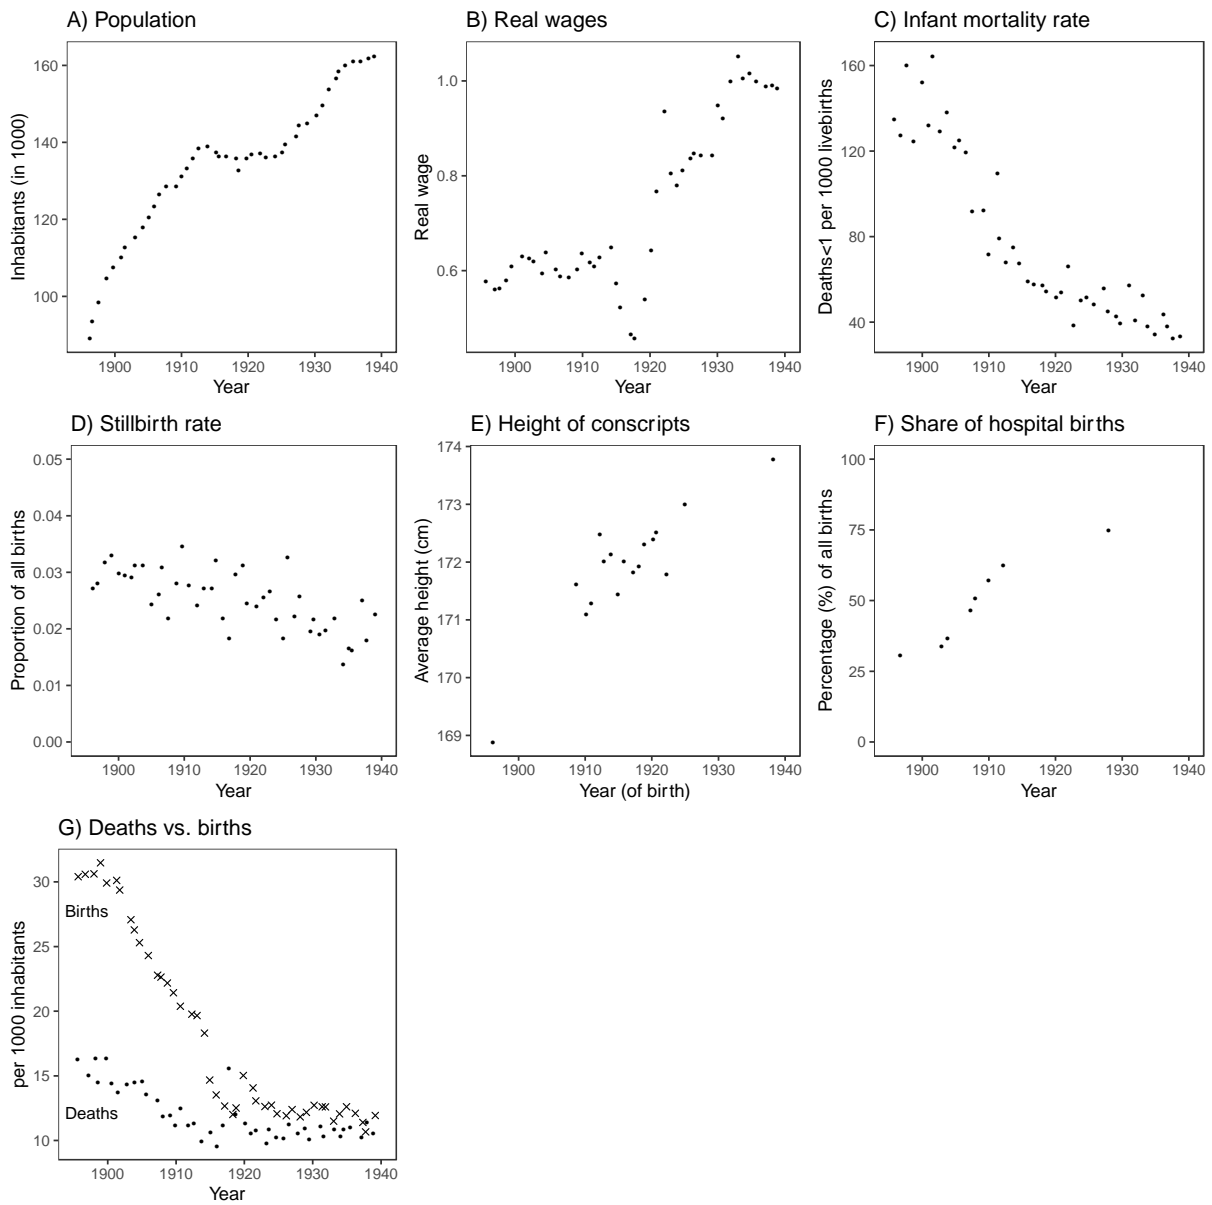 A) Population
B) Real wages
C) Infant mortality rate
Inhabitants (in 1000)
160
140
120
100
1900 1910 1920 1930 1940
Year
Real wage
1.0
0.8
0.6
1900 1910 1920 1930 1940
Year
Deaths<1 per 1000 livebirths
160
120
80
40
1900 1910 1920 1930 1940
Year
D) Stillbirth rate
E) Height of conscripts
F) Share of hospital births
Proportion of all births
0.05
0.04
0.03
0.02
0.01
0.00
1900 1910 1920 1930 1940
Year
Average height (cm)
174
173
172
171
170
169
1900 1910 1920 1930 1940
Year (of birth)
Percentage (%) of all births
100
75
50
25
0
1900 1910 1920 1930 1940
Year
G) Deaths vs. births
per 1000 inhabitants
30
25
20
15
10
Births
Deaths
1900 1910 1920 1930 1940
Year